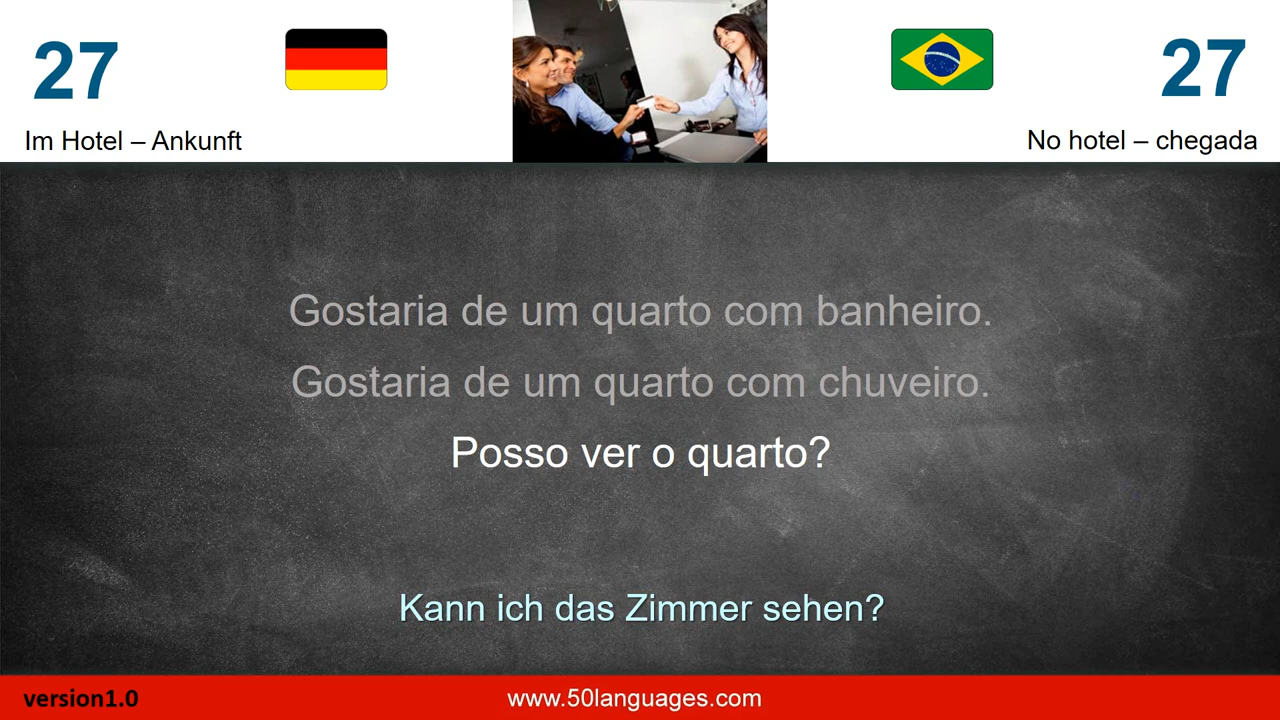 27
27
Im Hotel – Ankunft
No hotel – chegada
Gostaria de um quarto com banheiro.
Gostaria de um quarto com chuveiro.
Posso ver o quarto?
Kann ich das Zimmer sehen?
version1.0
www.50languages.com